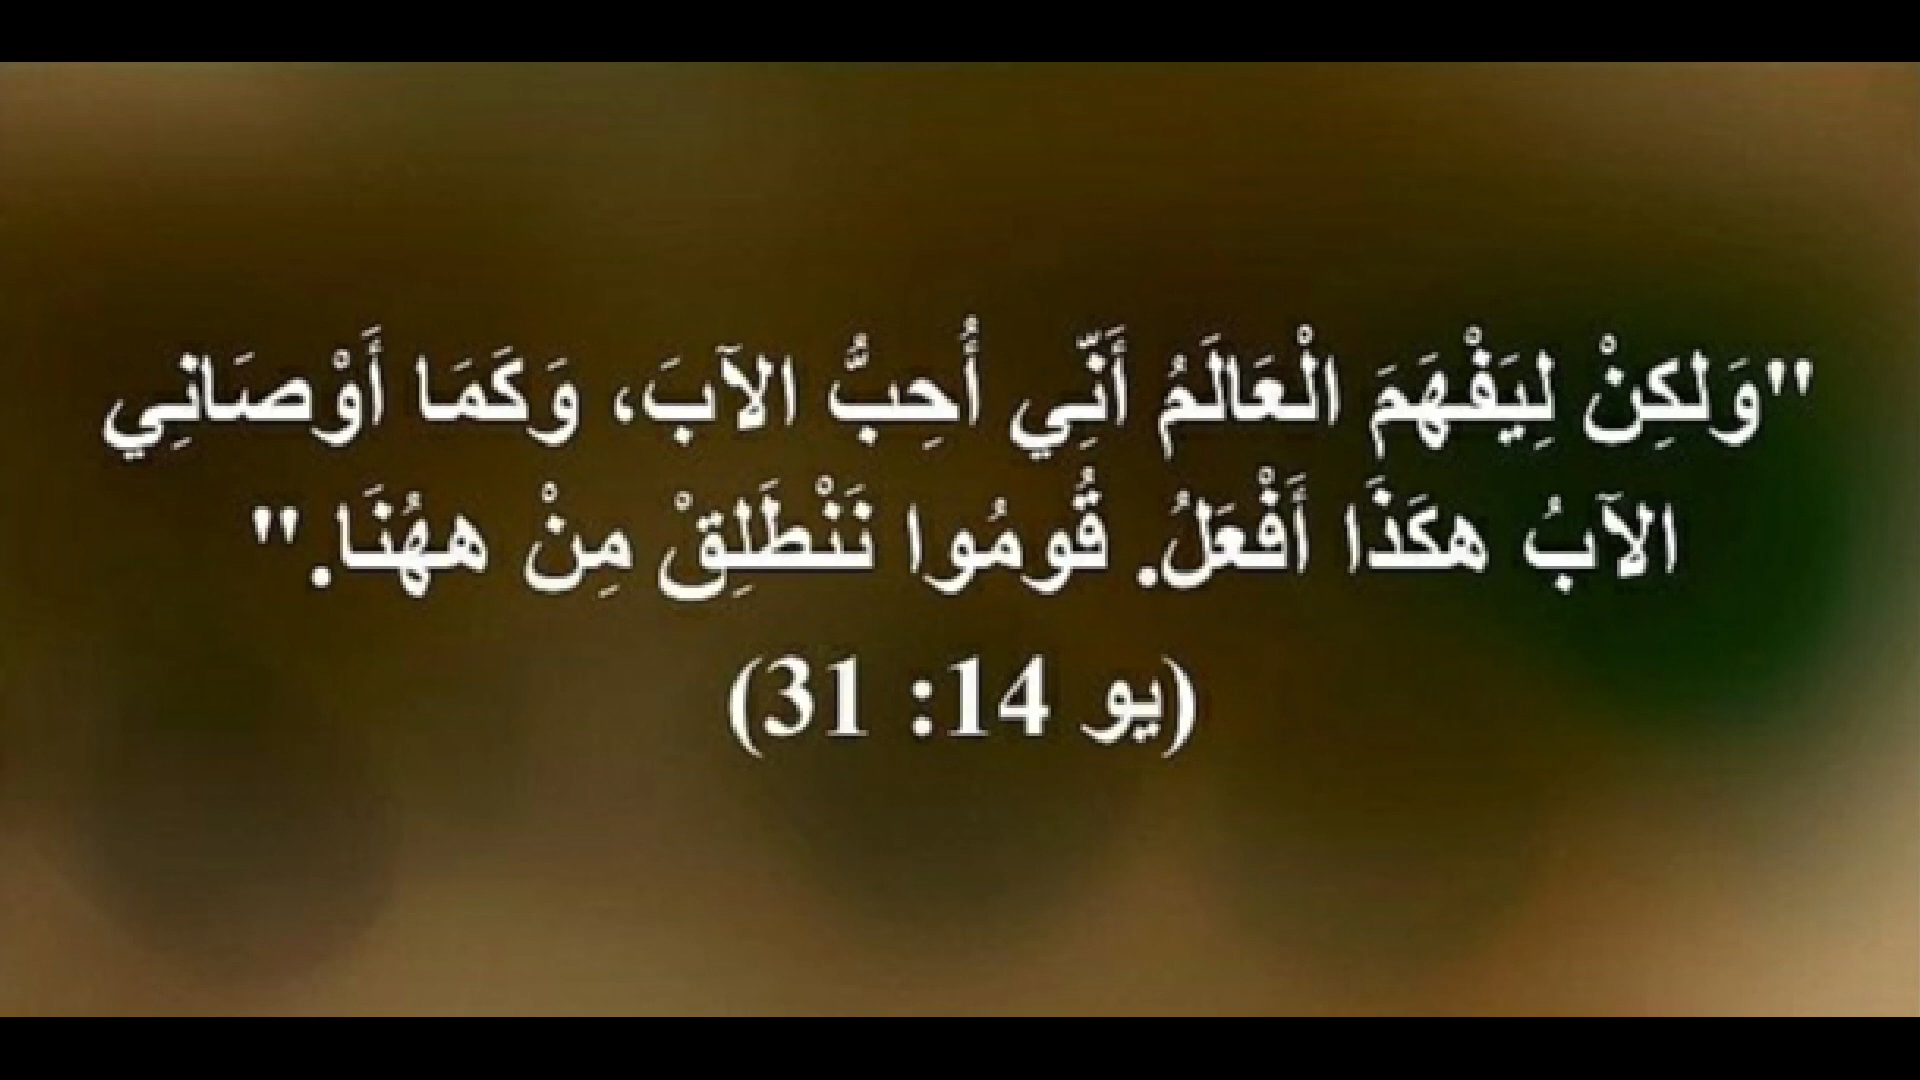 "وَلكِنْ لِيَفْهَمَ الْعَالَمُ أَنِّي أُحِبُّ الآبَ، وَكَمَا أَوْصَانِي
الآبُ هكَذَا أَفْعَلُ. قُومُوا نَنْطَلِقْ مِنْ ههُنَا."
(يو 14: 31)